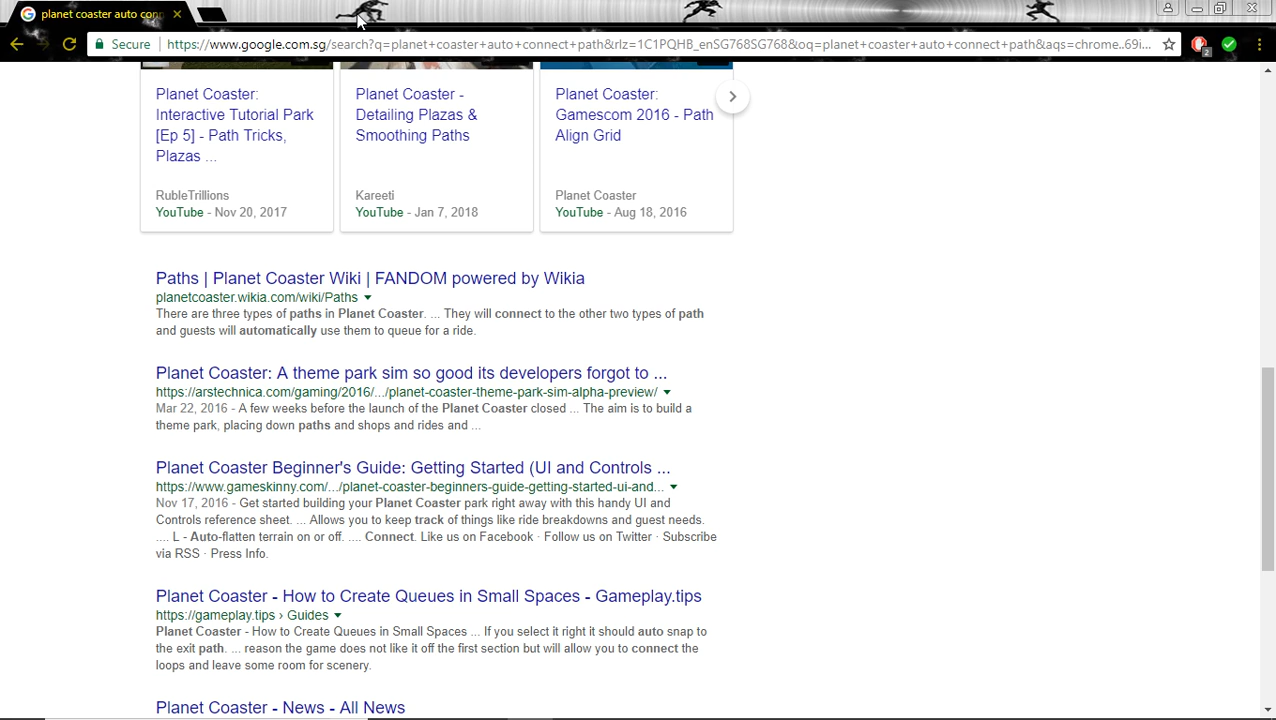 planet coaster auto con
Secure
https://www.google.com.sg/search?q=planet+coaster+auto+connect+path&rlz=1C1PQHB_enSG768SG768&oq=planet+coaster+auto+connect+path&aqs=chrome..69i...
2
Planet Coaster:
Interactive Tutorial Park
[Ep 5] - Path Tricks,
Plazas ...
RubleTrillions
YouTube - Nov 20, 2017
Planet Coaster -
Detailing Plazas &
Smoothing Paths
Kareeti
YouTube - Jan 7, 2018
Planet Coaster:
Gamescom 2016 - Path
Align Grid
Planet Coaster
YouTube - Aug 18, 2016
Paths | Planet Coaster Wiki | FANDOM powered by Wikia
planetcoaster.wikia.com/wiki/Paths
There are three types of paths in Planet Coaster. ... They will connect to the other two types of path
and guests will automatically use them to queue for a ride.
Planet Coaster: A theme park sim so good its developers forgot to ...
https://arstechnica.com/gaming/2016/.../planet-coaster-theme-park-sim-alpha-preview/
Mar 22, 2016 - A few weeks before the launch of the Planet Coaster closed ... The aim is to build a
theme park, placing down paths and shops and rides and ...
Planet Coaster Beginner's Guide: Getting Started (UI and Controls ...
https://www.gameskinny.com/.../planet-coaster-beginners-guide-getting-started-ui-and...
Nov 17, 2016 - Get started building your Planet Coaster park right away with this handy UI and
Controls reference sheet. ... Allows you to keep track of things like ride breakdowns and guest needs.
.... L - Auto-flatten terrain on or off. .... Connect. Like us on Facebook · Follow us on Twitter · Subscribe
via RSS · Press Info.
Planet Coaster - How to Create Queues in Small Spaces - Gameplay.tips
https://gameplay.tips › Guides
Planet Coaster - How to Create Queues in Small Spaces ... If you select it right it should auto snap to
the exit path. ... reason the game does not like it off the first section but will allow you to connect the
loops and leave some room for scenery.
Planet Coaster - News - All News